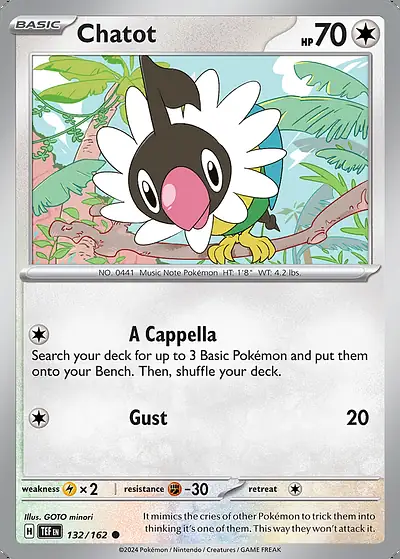 BASIC
Chatot
HP 70
NO. 0441 Music Note Pokémon HT: 1'8" WT: 4.2 lbs.
A Cappella
Search your deck for up to 3 Basic Pokémon and put them
onto your Bench. Then, shuffle your deck.
Gust 20
weakness ×2 resistance -30 retreat
Illus. GOTO minori
H TEF EN 132/162
It mimics the cries of other Pokémon to trick them into
thinking it's one of them. This way they won't attack it.
©2024 Pokémon / Nintendo / Creatures / GAME FREAK